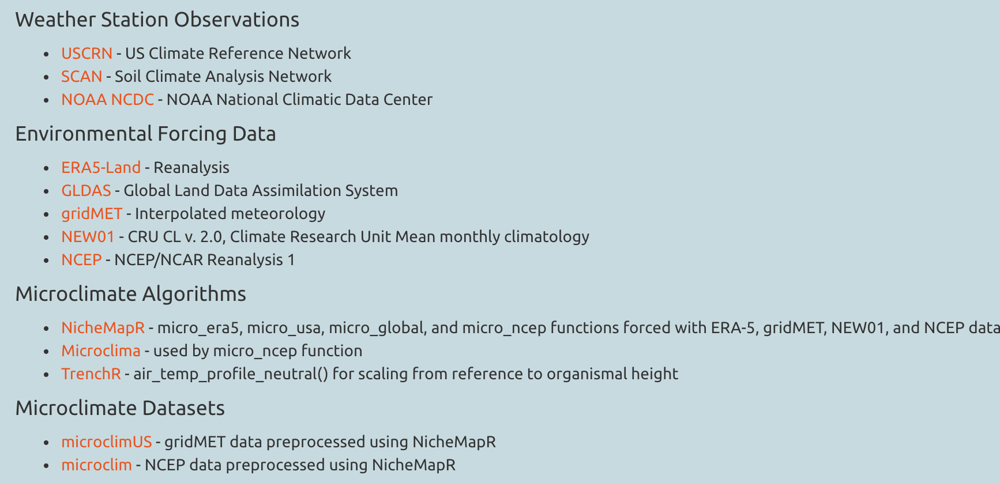 Weather Station Observations
• USCRN - US Climate Reference Network
• SCAN - Soil Climate Analysis Network
• NOAA NCDC - NOAA National Climatic Data Center
Environmental Forcing Data
• ERA5-Land - Reanalysis
• GLDAS - Global Land Data Assimilation System
• gridMET - Interpolated meteorology
• NEW01 - CRU CL v. 2.0, Climate Research Unit Mean monthly climatology
• NCEP - NCEP/NCAR Reanalysis 1
Microclimate Algorithms
• NicheMapR - micro_era5, micro_usa, micro_global, and micro_ncep functions forced with ERA-5, gridMET, NEW01, and NCEP data
• Microclima - used by micro_ncep function
• TrenchR - air_temp_profile_neutral() for scaling from reference to organismal height
Microclimate Datasets
• microclimUS - gridMET data preprocessed using NicheMapR
• microclim - NCEP data preprocessed using NicheMapR